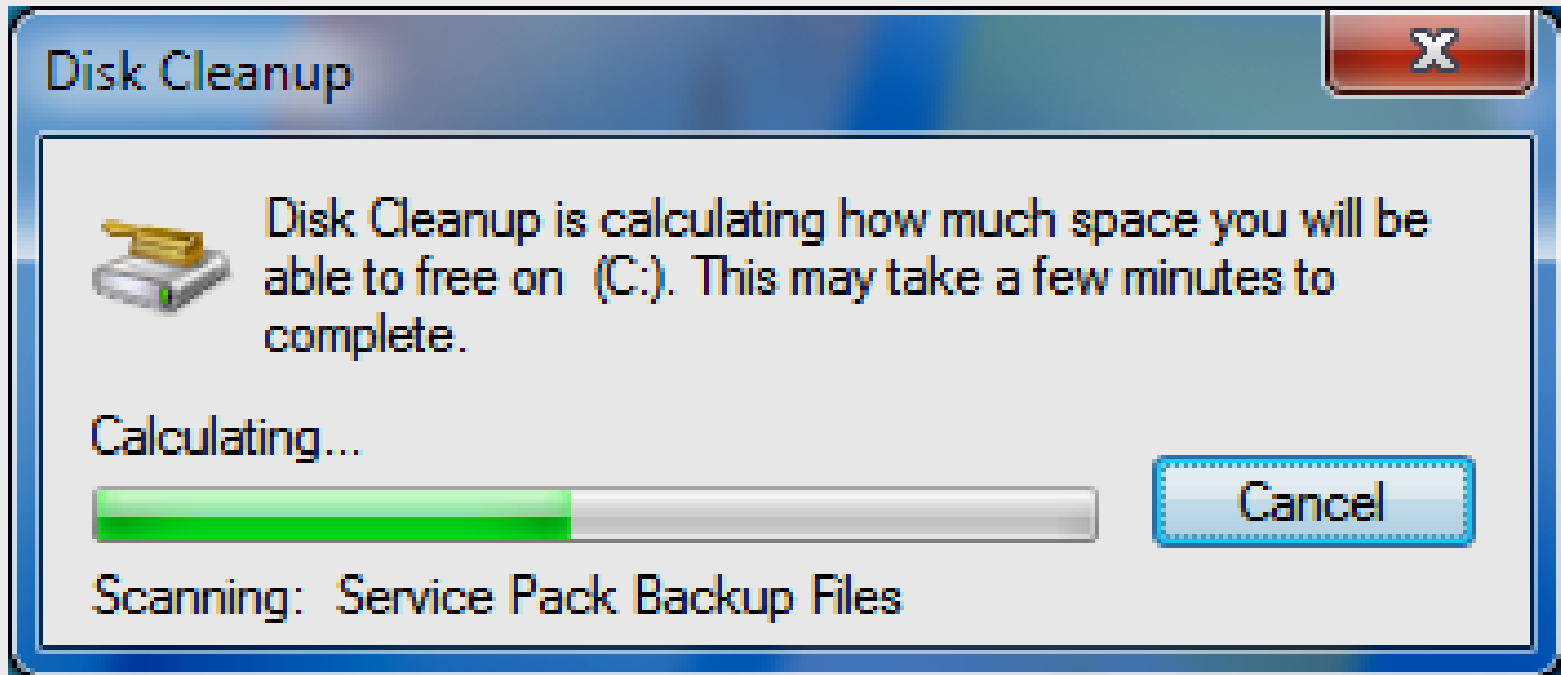 Disk Cleanup
Disk Cleanup is calculating how much space you will be
able to free on  (C:). This may take a few minutes to
complete.
Calculating...
Cancel
Scanning:  Service Pack Backup Files